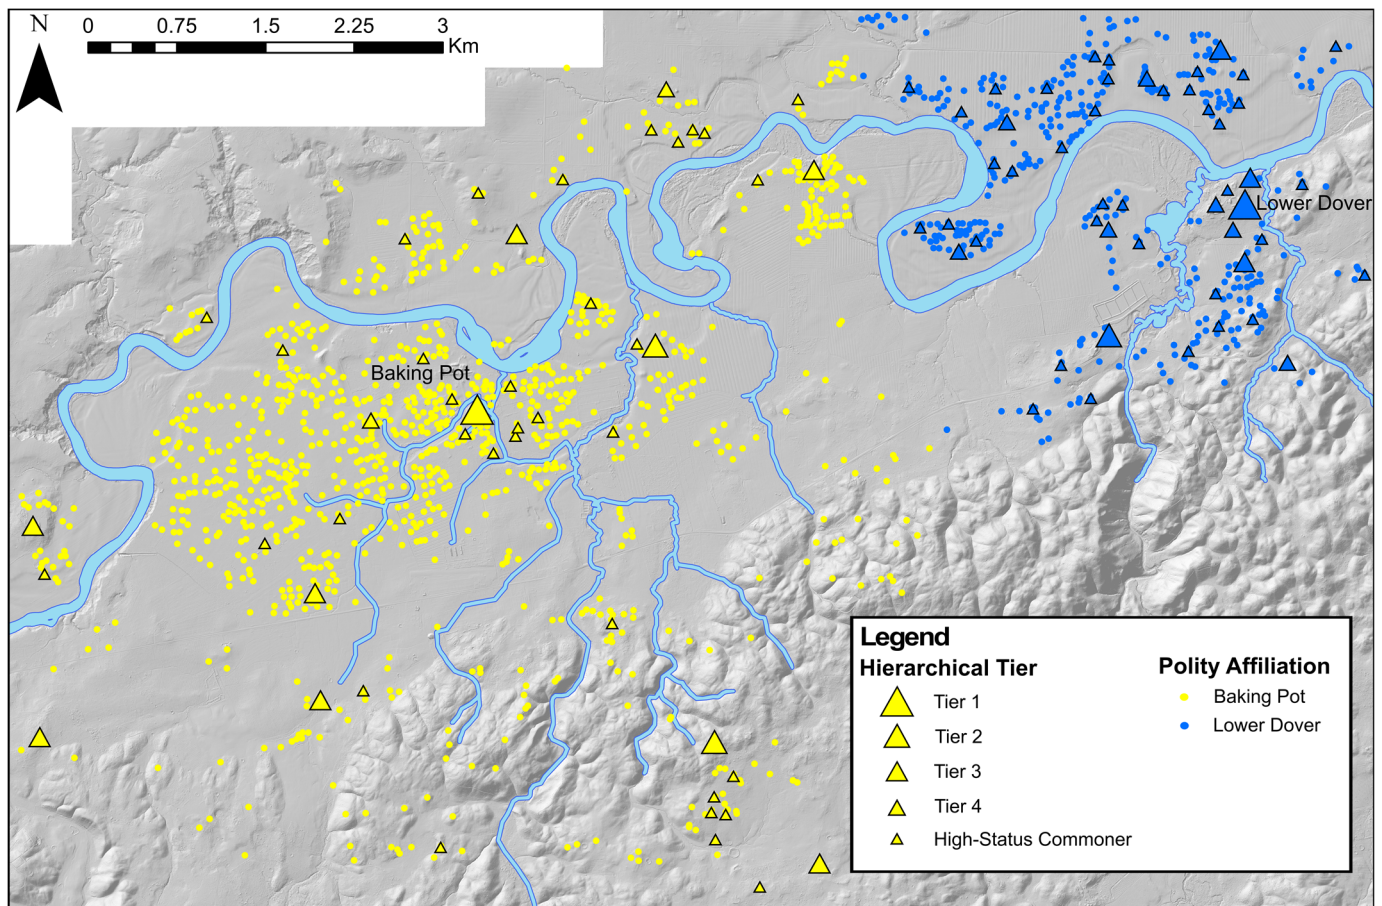 N
0 0.75 1.5 2.25 3
Km
Lower Dover
Baking Pot
Legend
Hierarchical Tier
Tier 1
Tier 2
Tier 3
Tier 4
High-Status Commoner
Polity Affiliation
Baking Pot
Lower Dover